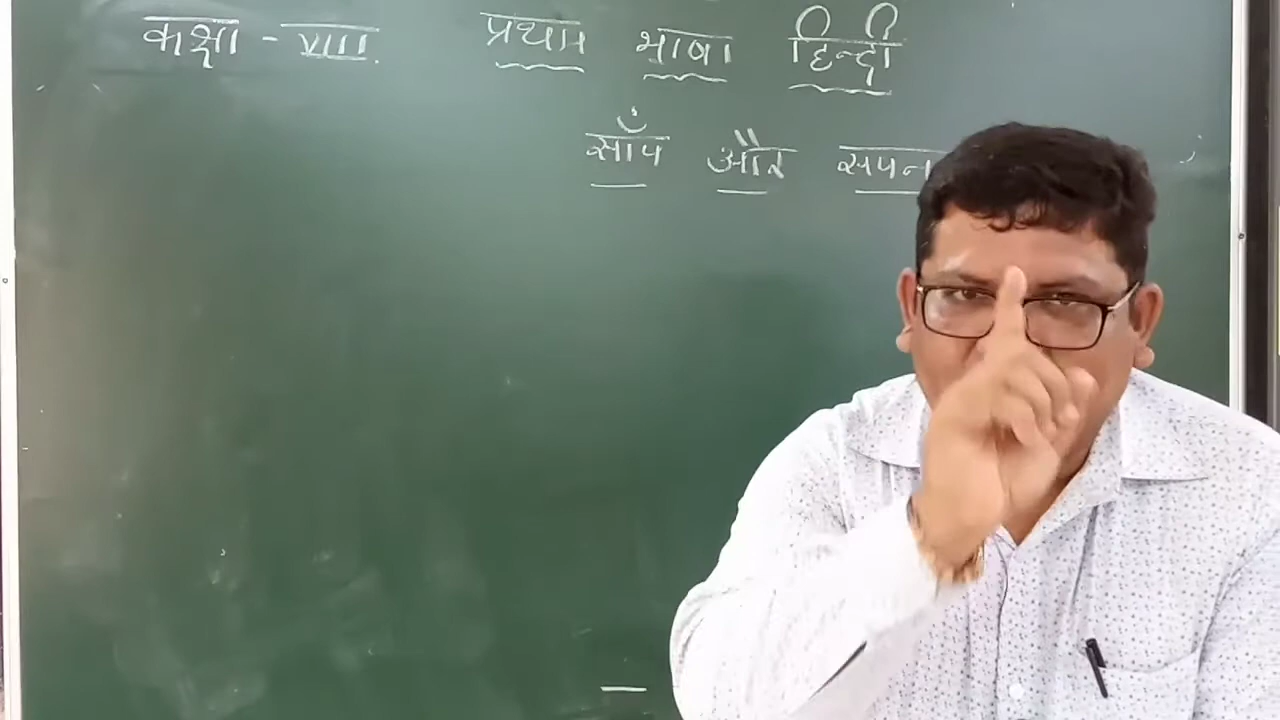 कक्षा - VIII. प्रथम भाषा हिन्दी
साँप और